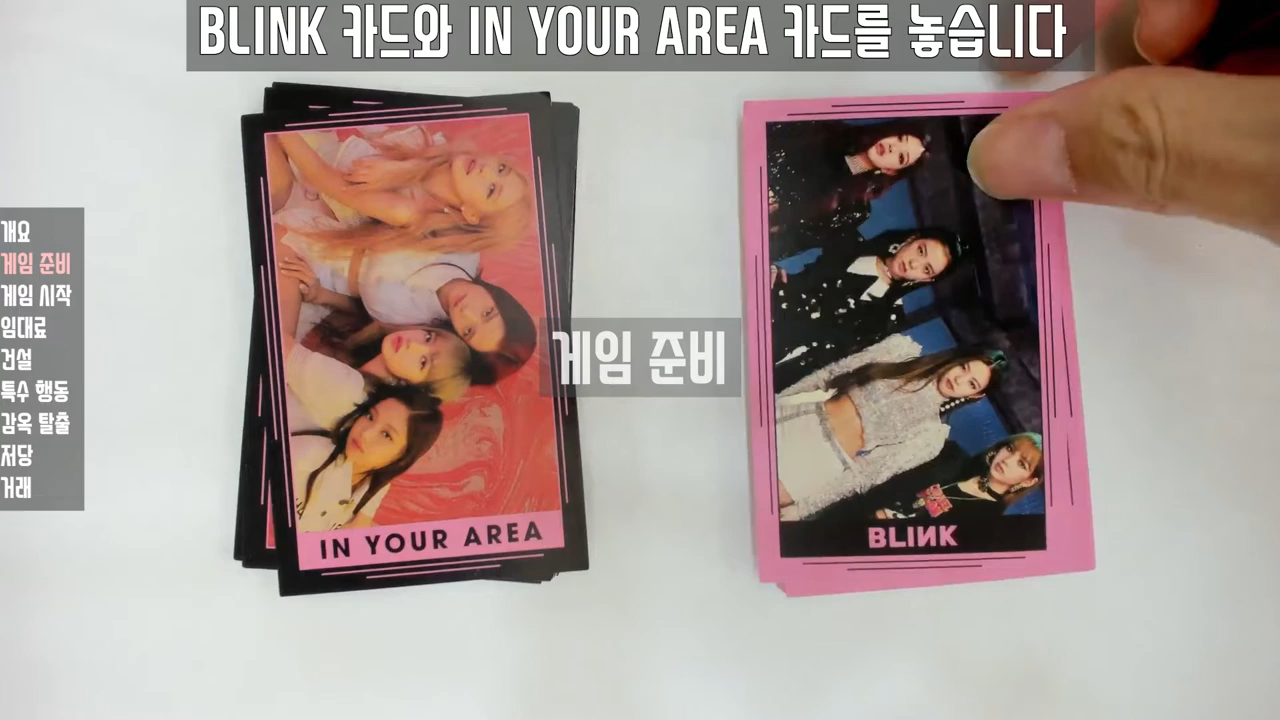 BLINK 카드와 IN YOUR AREA 카드를 놓습니다
개요
게임 준비
게임 시작
임대료
건설
특수 행동
감옥 탈출
저당
거래
게임 준비
IN YOUR AREA
BLINK